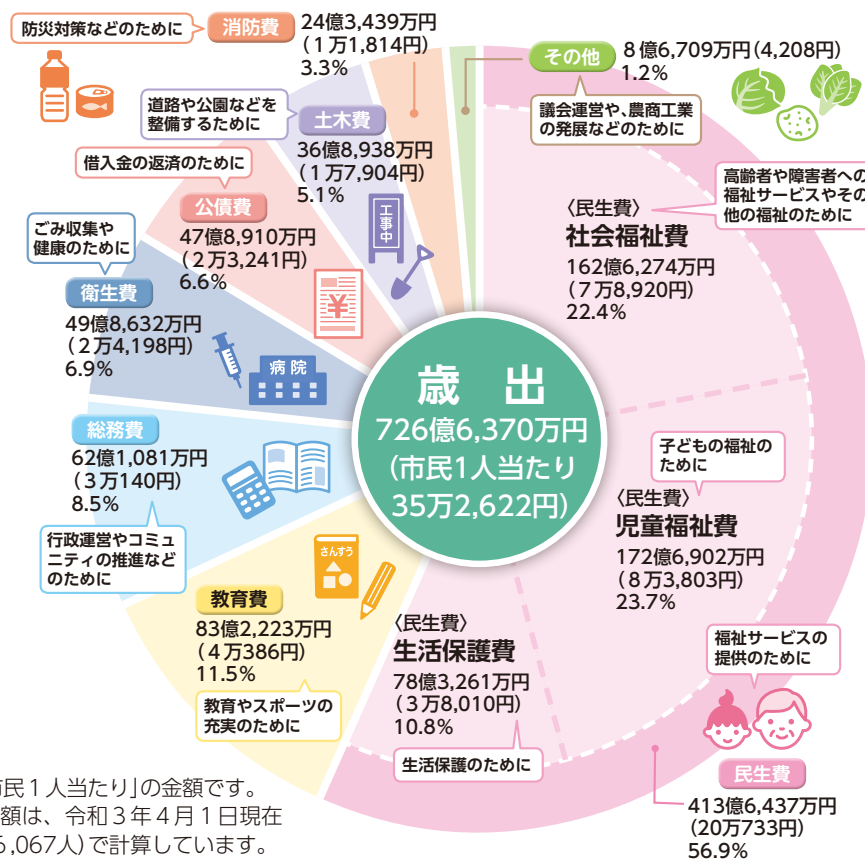 防災対策などのために
消防費
24億3,439万円
(1万1,814円)
3.3%
その他
8億6,709万円(4,208円)
1.2%
議会運営や、農商工業
の発展などのために
道路や公園などを
整備するために
土木費
36億8,938万円
(1万7,904円)
5.1%
工事中
借入金の返済のために
公債費
47億8,910万円
(2万3,241円)
6.6%
¥
ごみ収集や
健康のために
衛生費
49億8,632万円
(2万4,198円)
6.9%
病院
総務費
62億1,081万円
(3万140円)
8.5%
行政運営やコミュ
ニティの推進など
のために
さんすう
教育費
83億2,223万円
(4万386円)
11.5%
教育やスポーツの
充実のために
歳 出
726億6,370万円
(市民1人当たり
35万2,622円)
高齢者や障害者への
福祉サービスやその
他の福祉のために
〈民生費〉
社会福祉費
162億6,274万円
(7万8,920円)
22.4%
子どもの福祉の
ために
〈民生費〉
児童福祉費
172億6,902万円
(8万3,803円)
23.7%
〈民生費〉
生活保護費
78億3,261万円
(3万8,010円)
10.8%
生活保護のために
福祉サービスの
提供のために
民生費
413億6,437万円
(20万733円)
56.9%
民1人当たり」の金額です。
額は、令和3年4月1日現在
,067人)で計算しています。